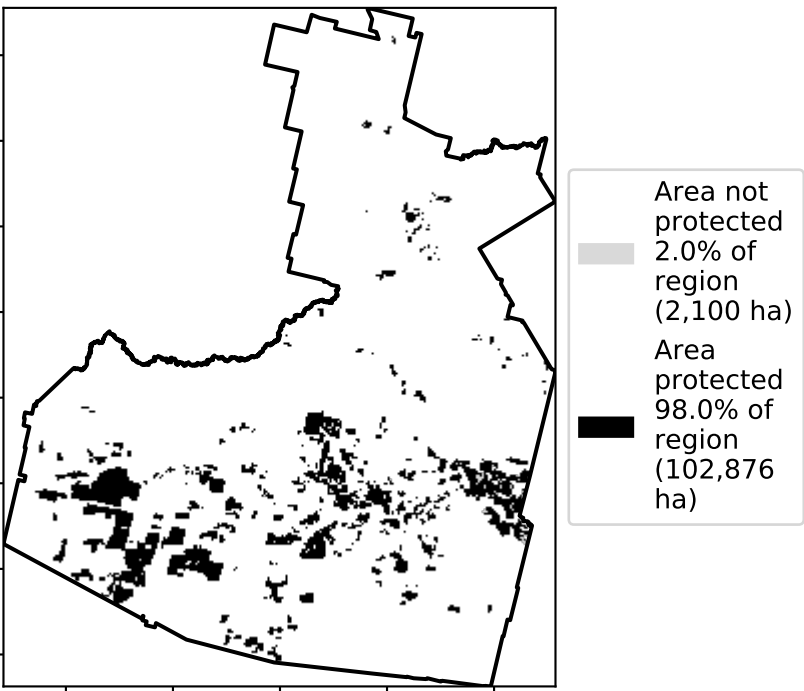 Area not
protected
2.0% of
region
(2,100 ha)
Area
protected
98.0% of
region
(102,876
ha)